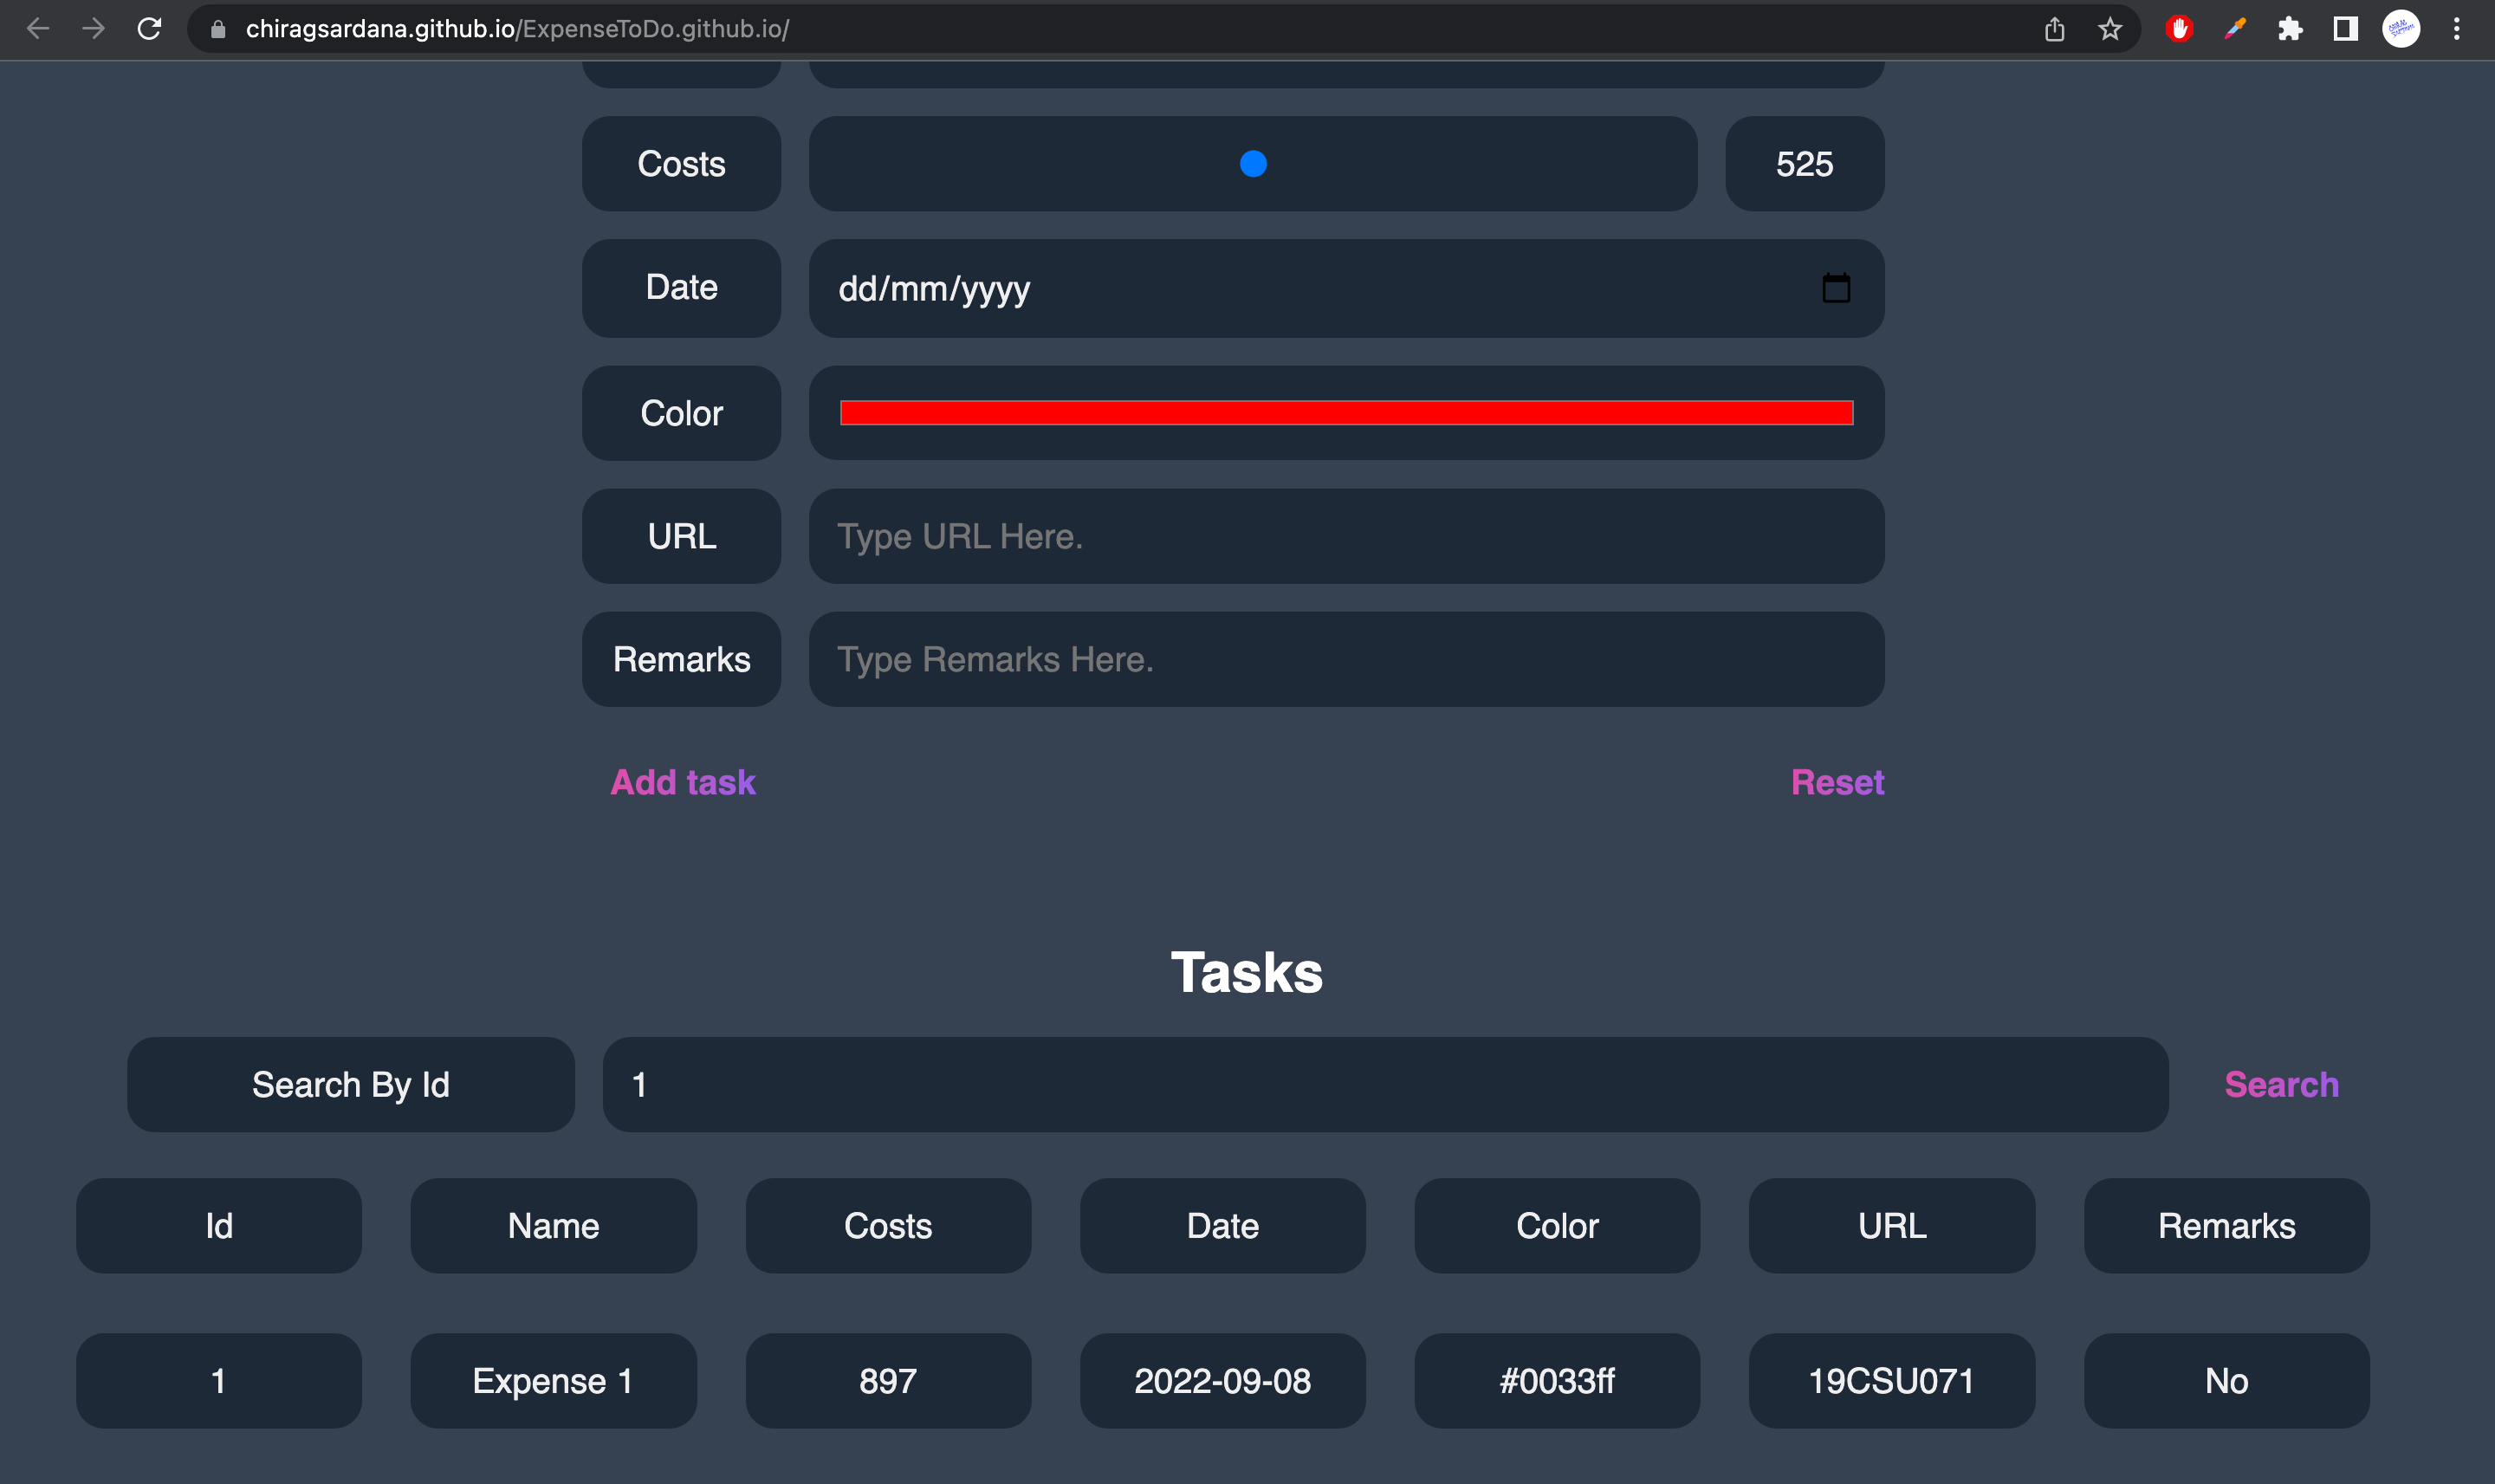 chiragsardana.github.io/ExpenseToDo.github.io/
Costs 525
Date dd/mm/yyyy
Color
URL Type URL Here.
Remarks Type Remarks Here.
Add task Reset
Tasks
Search By Id 1 Search
Id Name Costs Date Color URL Remarks
1 Expense 1 897 2022-09-08 #0033ff 19CSU071 No